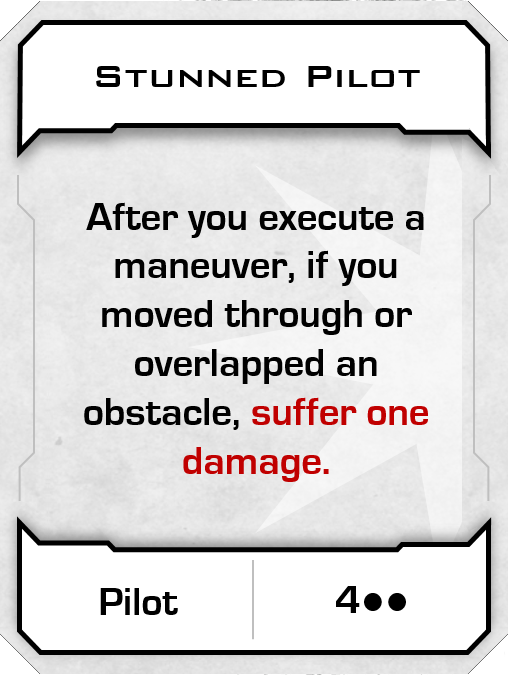 Stunned Pilot
After you execute a
maneuver, if you
moved through or
overlapped an
obstacle, suffer one
damage.
Pilot
4●●